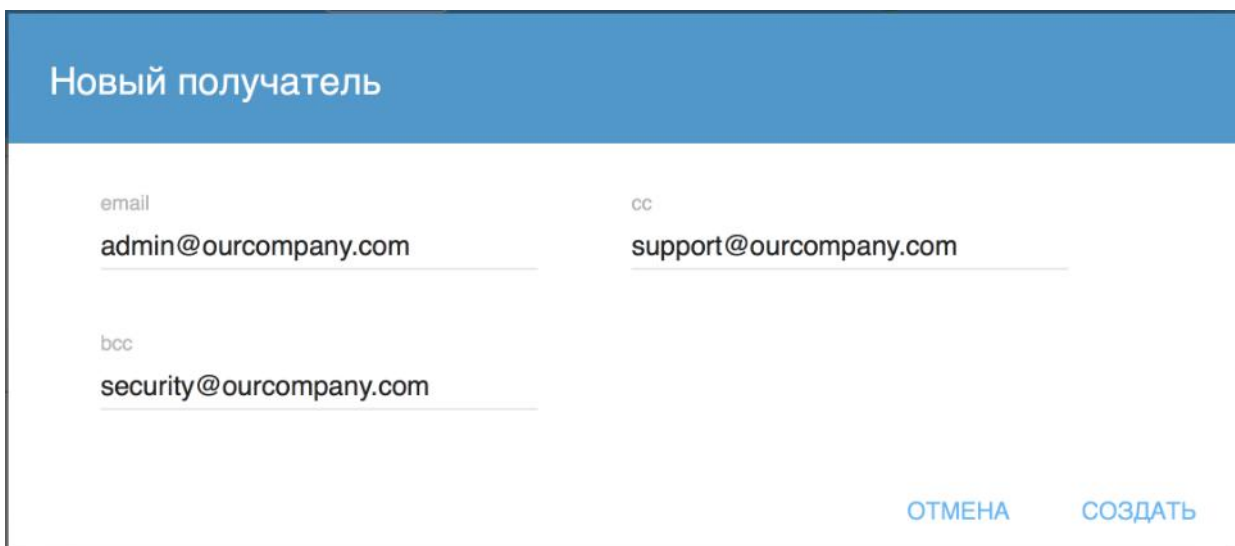 Новый получатель
email
cc
admin@ourcompany.com
support@ourcompany.com
bcc
security@ourcompany.com
ОТМЕНА
СОЗДАТЬ